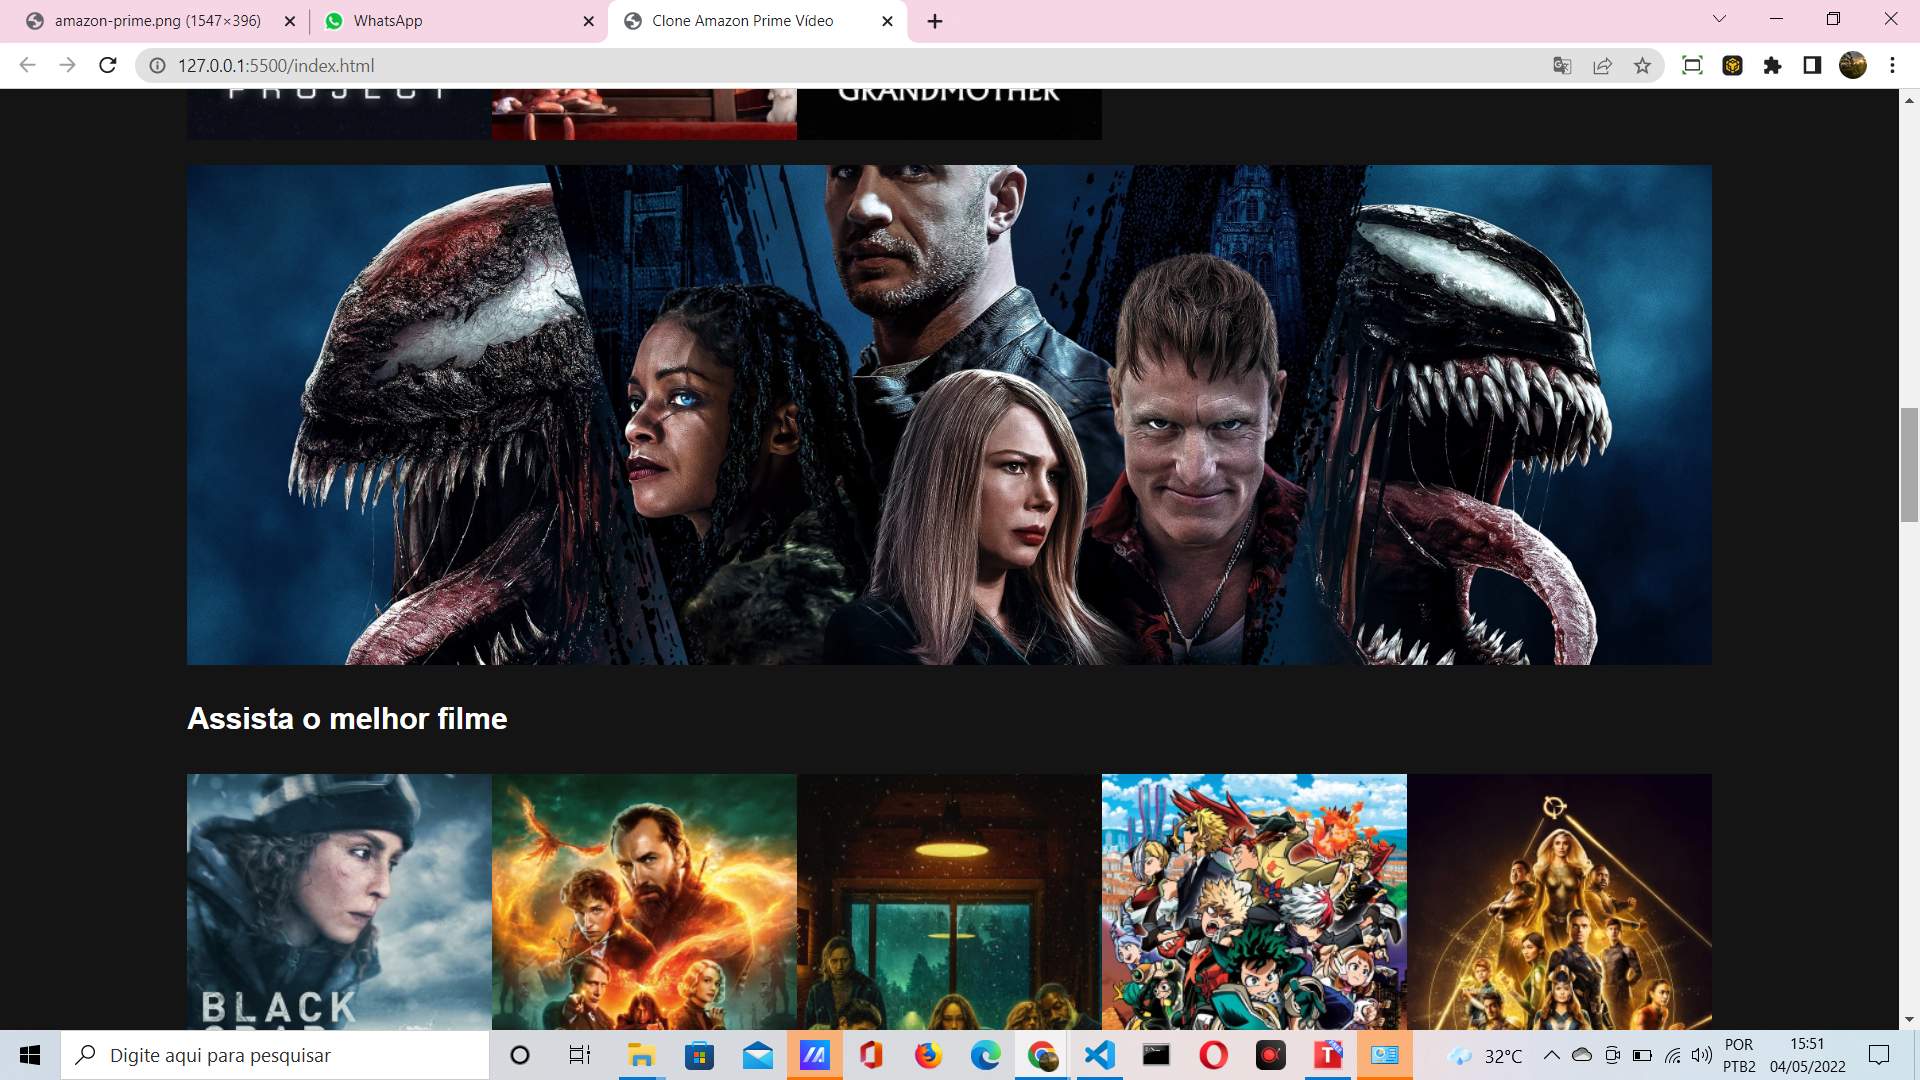 amazon-prime.png (1547×396)
WhatsApp
Clone Amazon Prime Vídeo
127.0.0.1:5500/index.html
PROJECT
GRANDMOTHER
Assista o melhor filme
BLACK
CRAB
Digite aqui para pesquisar
32°C
POR
PTB2
15:51
04/05/2022